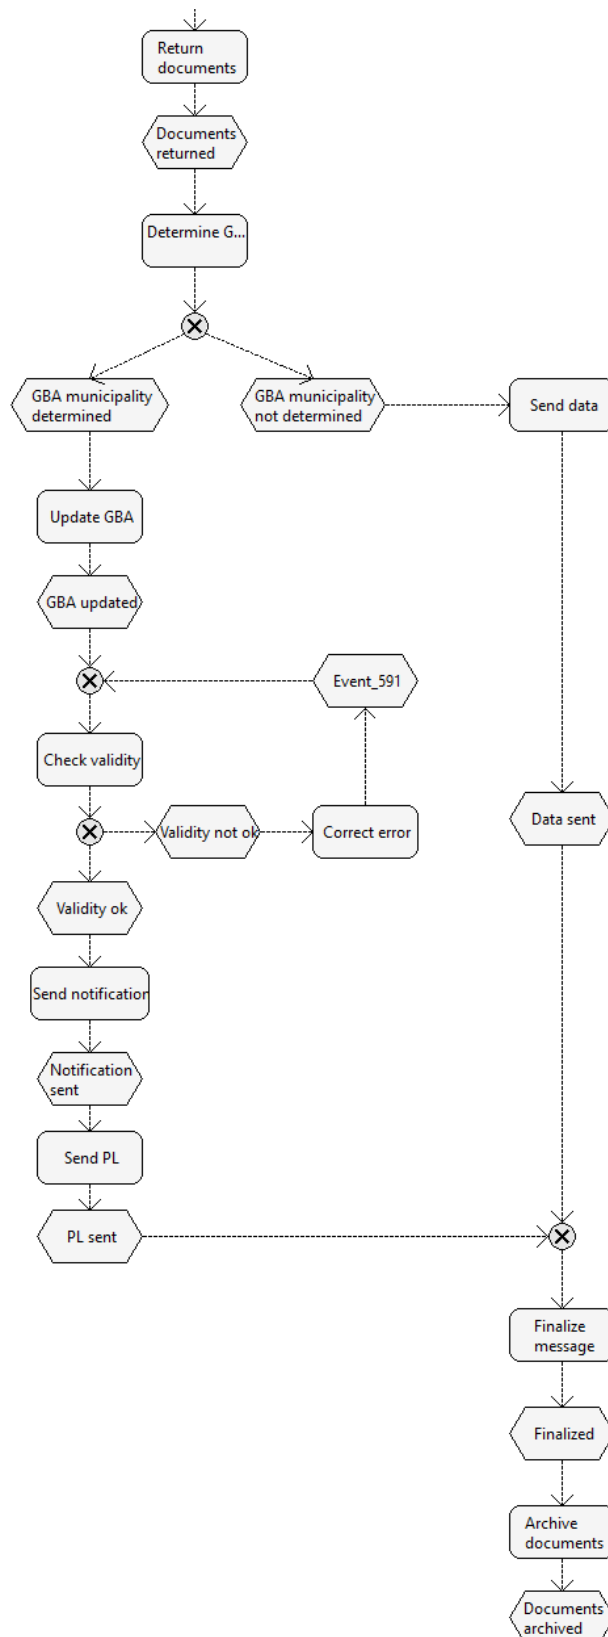 Return
documents
Documents
returned
Determine G...
GBA municipality
determined
GBA municipality
not determined
Send data
Update GBA
GBA updated
Event_591
Check validity
Validity not ok
Correct error
Data sent
Validity ok
Send notification
Notification
sent
Send PL
PL sent
Finalize
message
Finalized
Archive
documents
Documents
archived